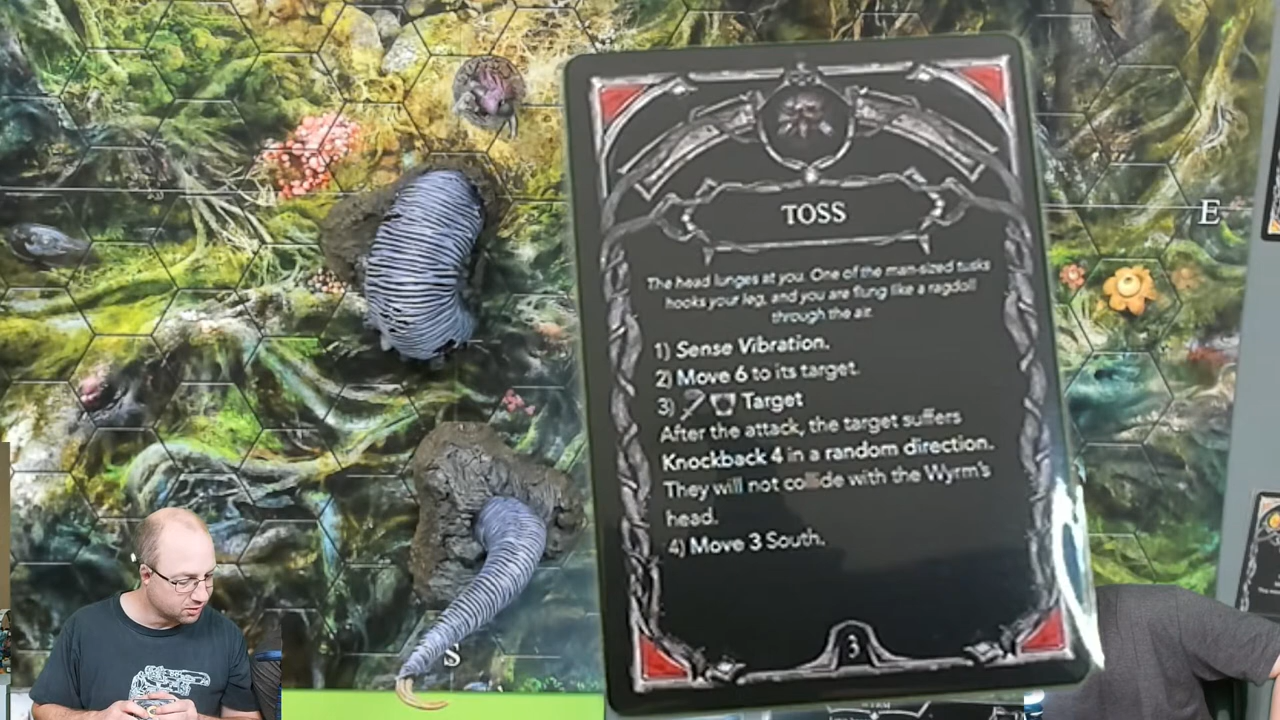 TOSS
The head lunges at you. One of the man-sized tusks
hooks your leg, and you are flung like a ragdoll
through the air.
1) Sense Vibration.
2) Move 6 to its target.
3) Target
After the attack, the target suffers
Knockback 4 in a random direction.
They will not collide with the Wyrm's
head.
4) Move 3 South.
3
E
S